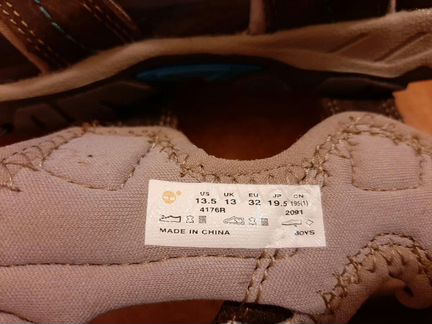 US UK EU JP CN
13.5 13 32 19.5 195(1)
4176R 2091
MADE IN CHINA BOYS